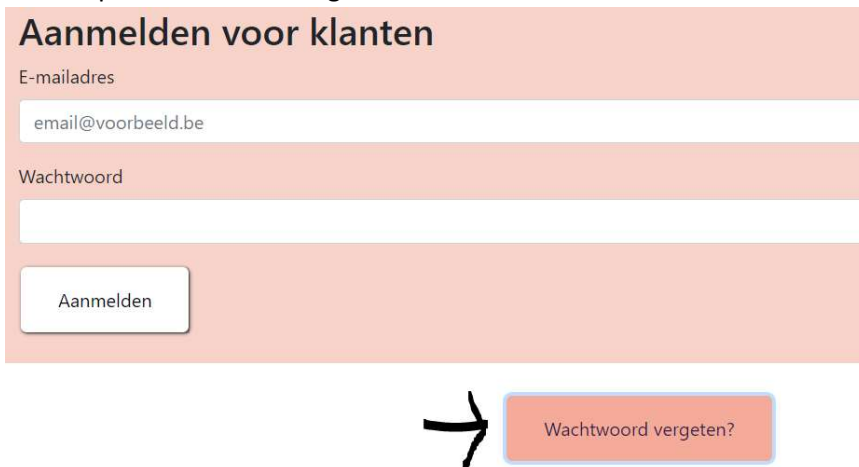 Aanmelden voor klanten
E-mailadres
email@voorbeeld.be
Wachtwoord
Aanmelden
Wachtwoord vergeten?